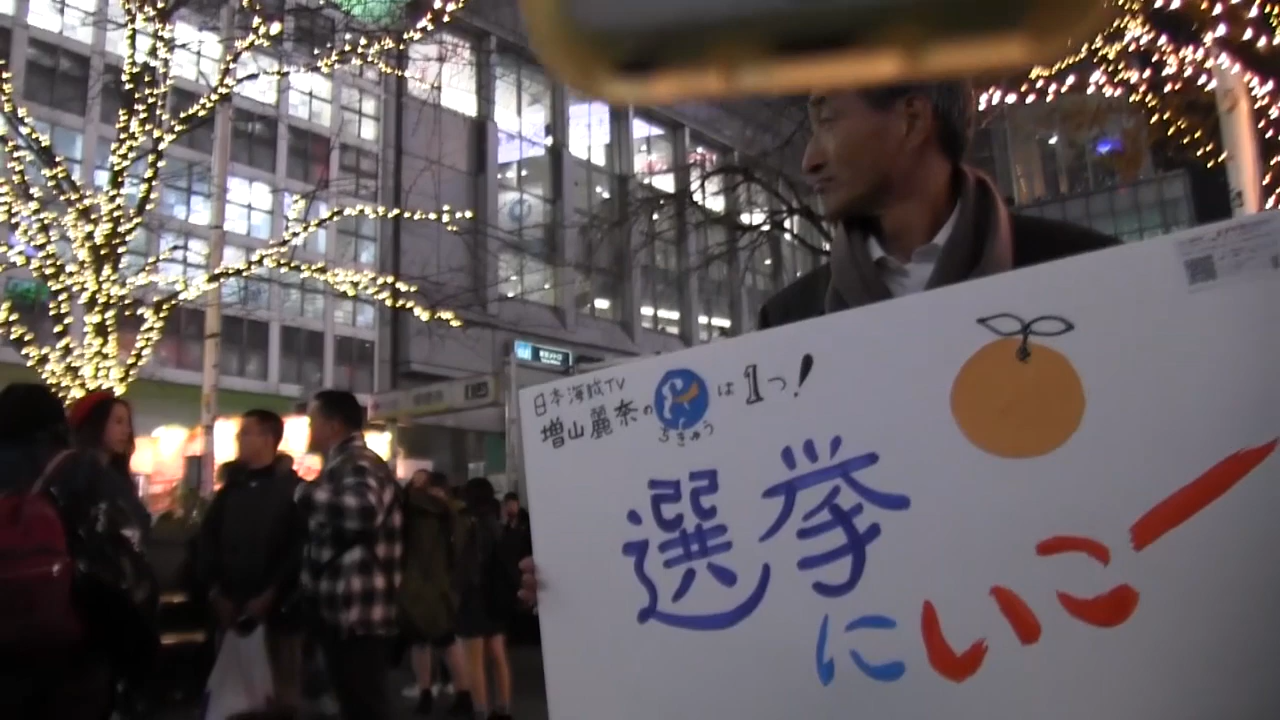 日本海賊TV
増山麗奈の
ちきゅう
は1つ!
選挙
にいこー